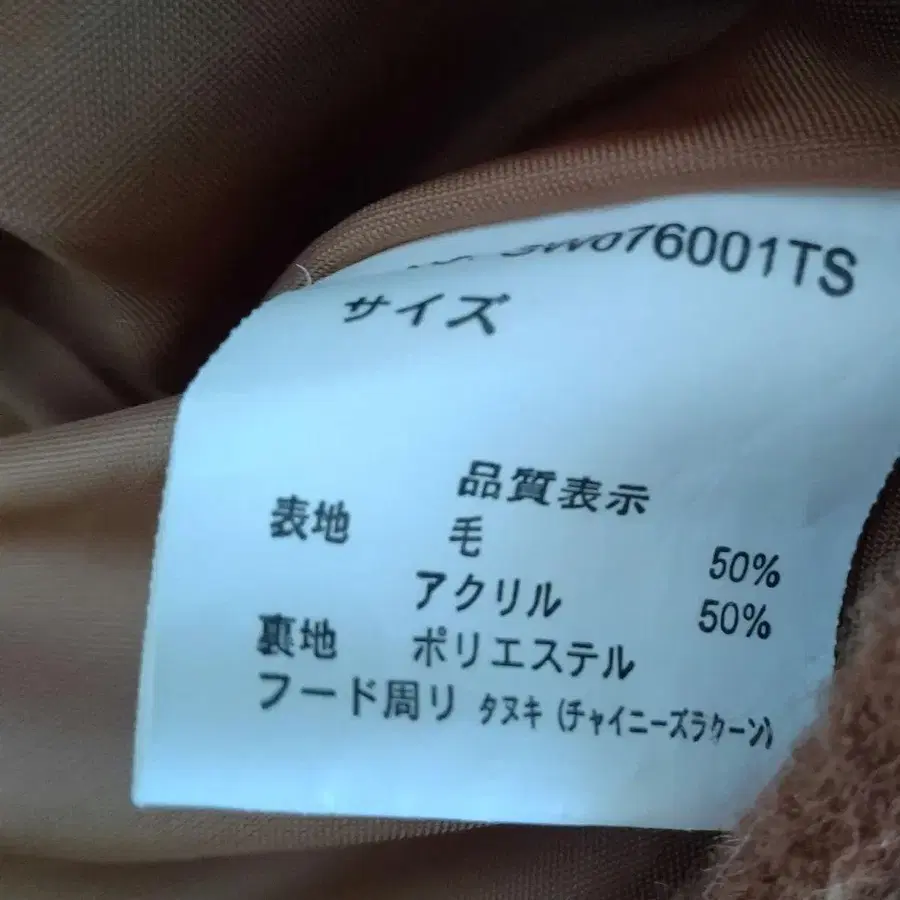 76001TS
サイズ
品質表示
表地 毛 50%
アクリル 50%
裏地 ポリエステル
フード周リ タヌキ (チャイニーズラクーン)